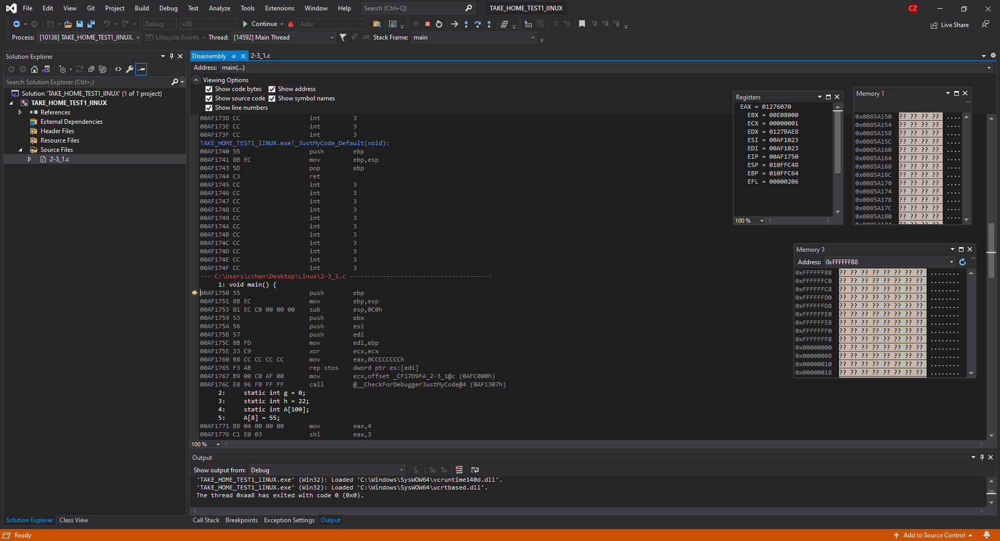 File Edit View Git Project Build Debug Test Analyze Tools Extensions Window Help Search (Ctrl+Q) TAKE_HOME_TEST1_lINUX CZ
Debug x86 Continue Auto Live Share
Process: [10136] TAKE_HOME_TEST1_lINUX. Lifecycle Events Thread: [14592] Main Thread Stack Frame: main
Solution Explorer
Search Solution Explorer (Ctrl+;)
Solution 'TAKE_HOME_TEST1_lINUX' (1 of 1 project)
TAKE_HOME_TEST1_lINUX
References
External Dependencies
Header Files
Resource Files
Source Files
2-3_1.c
Solution Explorer Class View
Disassembly 2-3_1.c
Address: main(...)
Viewing Options
Show code bytes Show address
Show source code Show symbol names
Show line numbers
00AF173D CC int 3
00AF173E CC int 3
00AF173F CC int 3
TAKE_HOME_TEST1_lINUX.exe!_JustMyCode_Default(void):
00AF1740 55 push ebp
00AF1741 8B EC mov ebp,esp
00AF1743 5D pop ebp
00AF1744 C3 ret
00AF1745 CC int 3
00AF1746 CC int 3
00AF1747 CC int 3
00AF1748 CC int 3
00AF1749 CC int 3
00AF174A CC int 3
00AF174B CC int 3
00AF174C CC int 3
00AF174D CC int 3
00AF174E CC int 3
00AF174F CC int 3
--- C:\Users\czhan\Desktop\Linux\2-3_1.c ---------------------------------------
1: void main() {
00AF1750 55 push ebp
00AF1751 8B EC mov ebp,esp
00AF1753 81 EC C0 00 00 00 sub esp,0C0h
00AF1759 53 push ebx
00AF175A 56 push esi
00AF175B 57 push edi
00AF175C 8B FD mov edi,ebp
00AF175E 33 C9 xor ecx,ecx
00AF1760 B8 CC CC CC CC mov eax,0CCCCCCCCh
00AF1765 F3 AB rep stos dword ptr es:[edi]
00AF1767 B9 00 C0 AF 00 mov ecx,offset _CF17D9FA_2-3_1@c (0AFC000h)
00AF176C E8 96 FB FF FF call @__CheckForDebuggerJustMyCode@4 (0AF1307h)
2: static int g = 0;
3: static int h = 22;
4: static int A[100];
5: A[8] = 55;
00AF1771 B8 04 00 00 00 mov eax,4
00AF1776 C1 E0 03 shl eax,3
100 %
Registers
EAX = 01276070
EBX = 00E08000
ECX = 00000001
EDX = 0127BAE8
ESI = 00AF1023
EDI = 00AF1023
EIP = 00AF1750
ESP = 010FFC48
EBP = 010FFC64
EFL = 00000206
100 %
Memory 1
0x0085A150 ?? ?? ?? ?? ....
0x0085A154 ?? ?? ?? ?? ....
0x0085A158 ?? ?? ?? ?? ....
0x0085A15C ?? ?? ?? ?? ....
0x0085A160 ?? ?? ?? ?? ....
0x0085A164 ?? ?? ?? ?? ....
0x0085A168 ?? ?? ?? ?? ....
0x0085A16C ?? ?? ?? ?? ....
0x0085A170 ?? ?? ?? ?? ....
0x0085A174 ?? ?? ?? ?? ....
0x0085A178 ?? ?? ?? ?? ....
0x0085A17C ?? ?? ?? ?? ....
0x0085A180 ?? ?? ?? ?? ....
0x0085A184 ?? ?? ?? ?? ....
Memory 3
Address: 0xFFFFFFB8
0xFFFFFFB8 ?? ?? ?? ?? ?? ?? ?? ?? ........
0xFFFFFFC0 ?? ?? ?? ?? ?? ?? ?? ?? ........
0xFFFFFFC8 ?? ?? ?? ?? ?? ?? ?? ?? ........
0xFFFFFFD0 ?? ?? ?? ?? ?? ?? ?? ?? ........
0xFFFFFFD8 ?? ?? ?? ?? ?? ?? ?? ?? ........
0xFFFFFFE0 ?? ?? ?? ?? ?? ?? ?? ?? ........
0xFFFFFFE8 ?? ?? ?? ?? ?? ?? ?? ?? ........
0xFFFFFFF0 ?? ?? ?? ?? ?? ?? ?? ?? ........
0xFFFFFFF8 ?? ?? ?? ?? ?? ?? ?? ?? ........
0x00000000 ?? ?? ?? ?? ?? ?? ?? ?? ........
0x00000008 ?? ?? ?? ?? ?? ?? ?? ?? ........
0x00000010 ?? ?? ?? ?? ?? ?? ?? ?? ........
0x00000018 ?? ?? ?? ?? ?? ?? ?? ?? ........
Output
Show output from: Debug
'TAKE_HOME_TEST1_lINUX.exe' (Win32): Loaded 'C:\Windows\SysWOW64\vcruntime140d.dll'.
'TAKE_HOME_TEST1_lINUX.exe' (Win32): Loaded 'C:\Windows\SysWOW64\ucrtbased.dll'.
The thread 0xaa8 has exited with code 0 (0x0).
Call Stack Breakpoints Exception Settings Output
Ready Add to Source Control